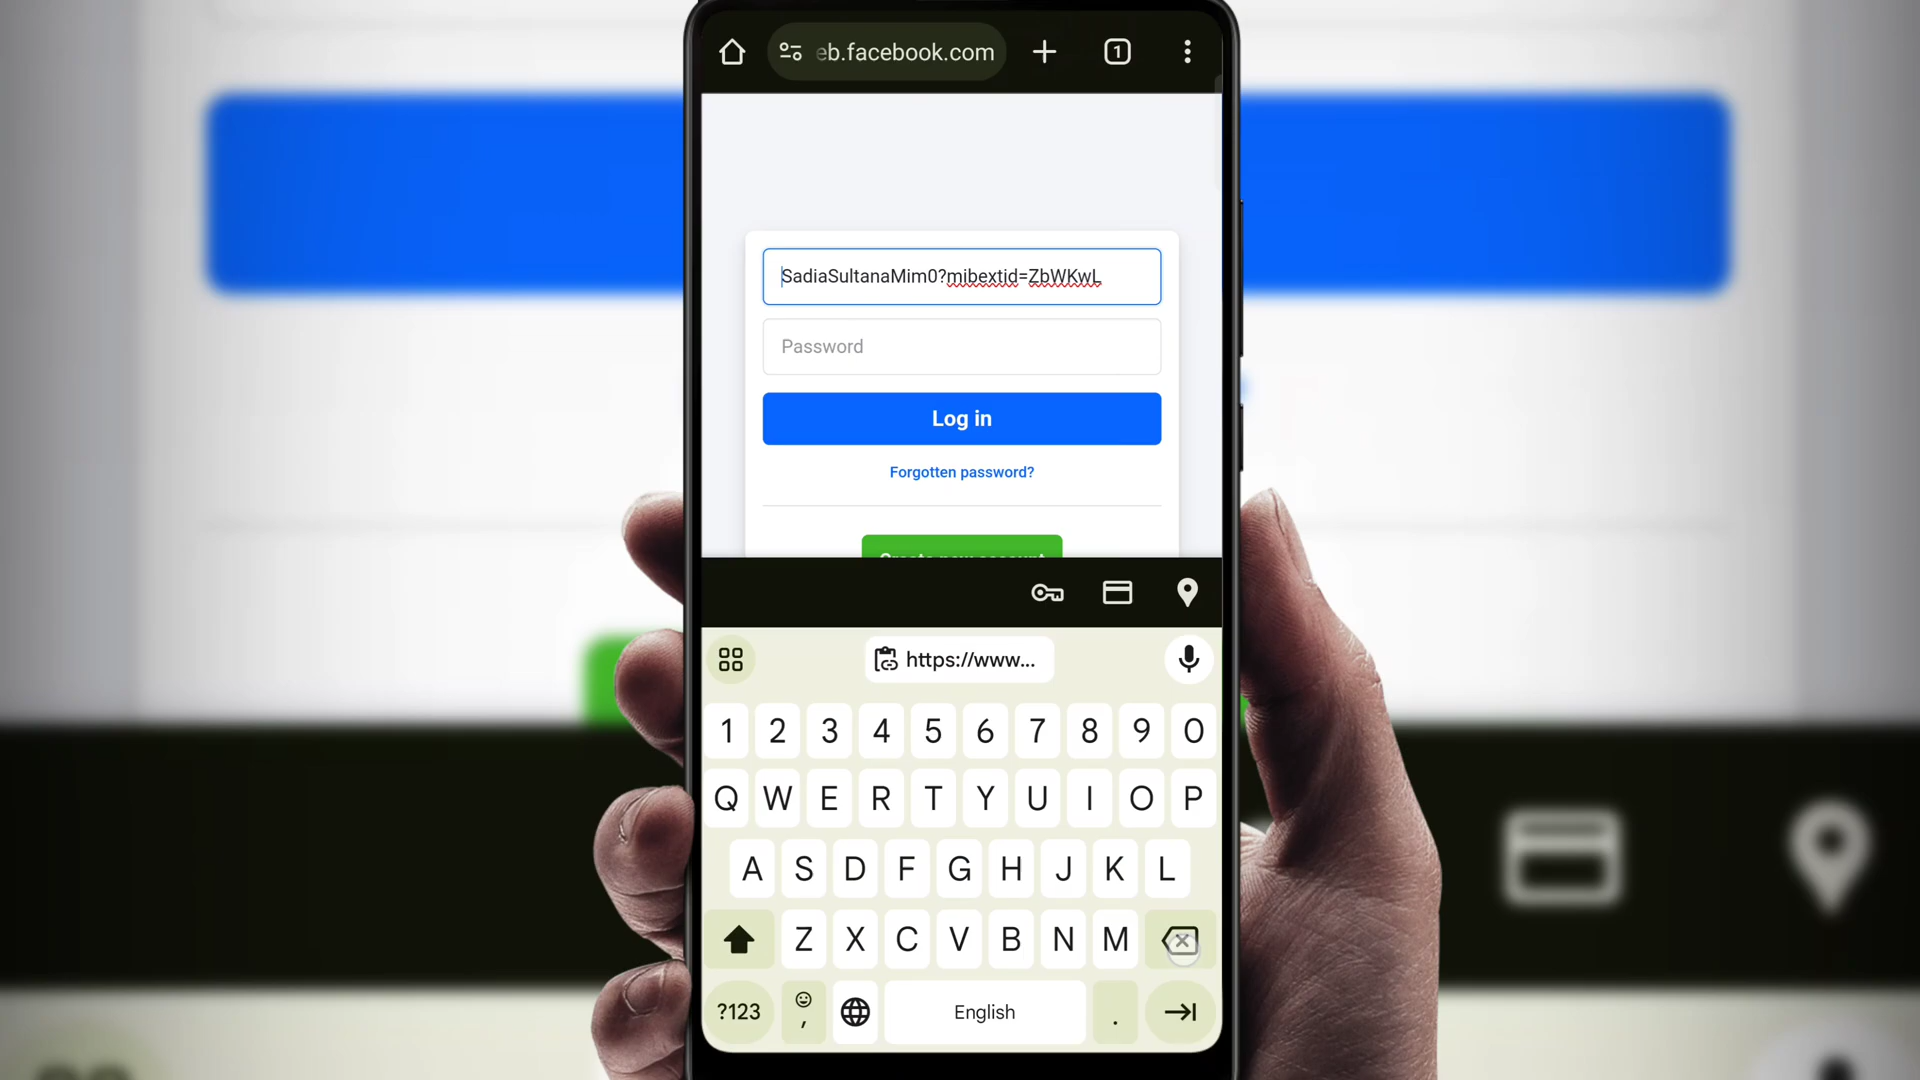 eb.facebook.com
1
SadiaSultanaMim0?mibextid=ZbWKwL
Password
Log in
Forgotten password?
Create new account
https://www...
1 2 3 4 5 6 7 8 9 0
Q W E R T Y U I O P
A S D F G H J K L
Z X C V B N M
?123 , English .